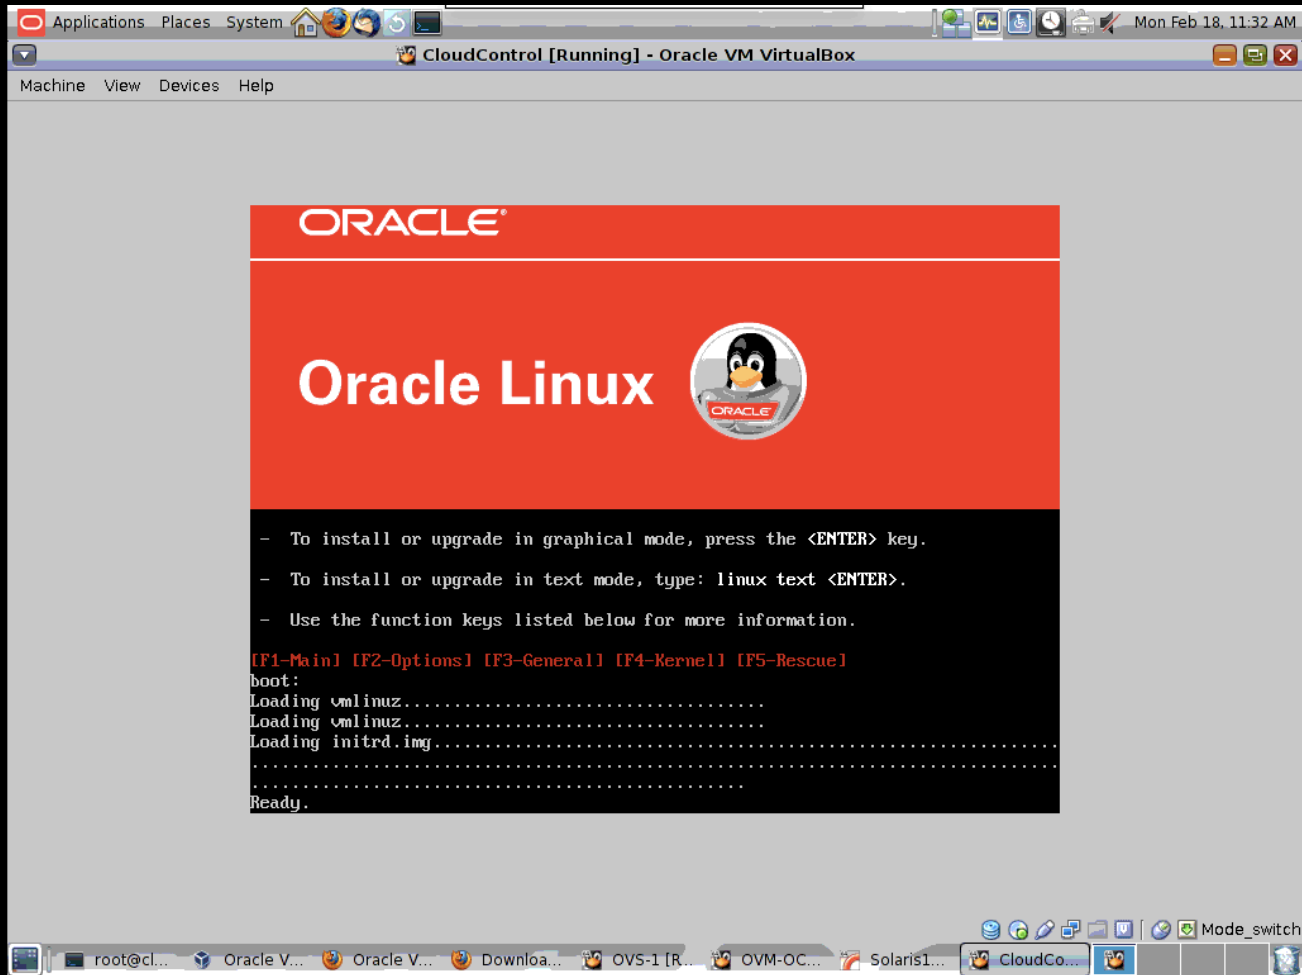 Applications Places System Mon Feb 18, 11:32 AM
CloudControl [Running] - Oracle VM VirtualBox
Machine View Devices Help
ORACLE®
Oracle Linux
ORACLE
- To install or upgrade in graphical mode, press the <ENTER> key.
- To install or upgrade in text mode, type: linux text <ENTER>.
- Use the function keys listed below for more information.
[F1-Main] [F2-Options] [F3-General] [F4-Kernel] [F5-Rescue]
boot:
Loading vmlinuz....................................
Loading vmlinuz....................................
Loading initrd.img..............................................................
................................................................................
.................................................
Ready.
Mode_switch
root@cl... Oracle V... Oracle V... Downloa... OVS-1 [R... OVM-OC... Solaris1... CloudCo...